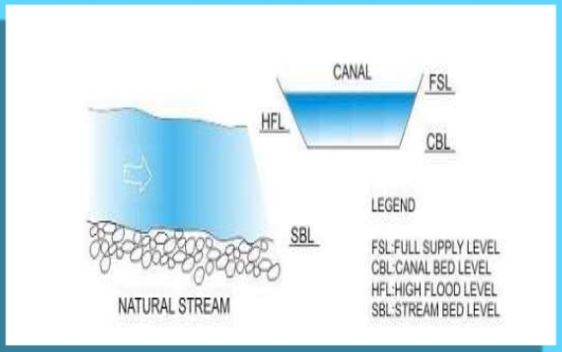 CANAL
FSL
HFL
CBL
LEGEND
SBL
FSL:FULL SUPPLY LEVEL
CBL:CANAL BED LEVEL
HFL:HIGH FLOOD LEVEL
SBL:STREAM BED LEVEL
NATURAL STREAM